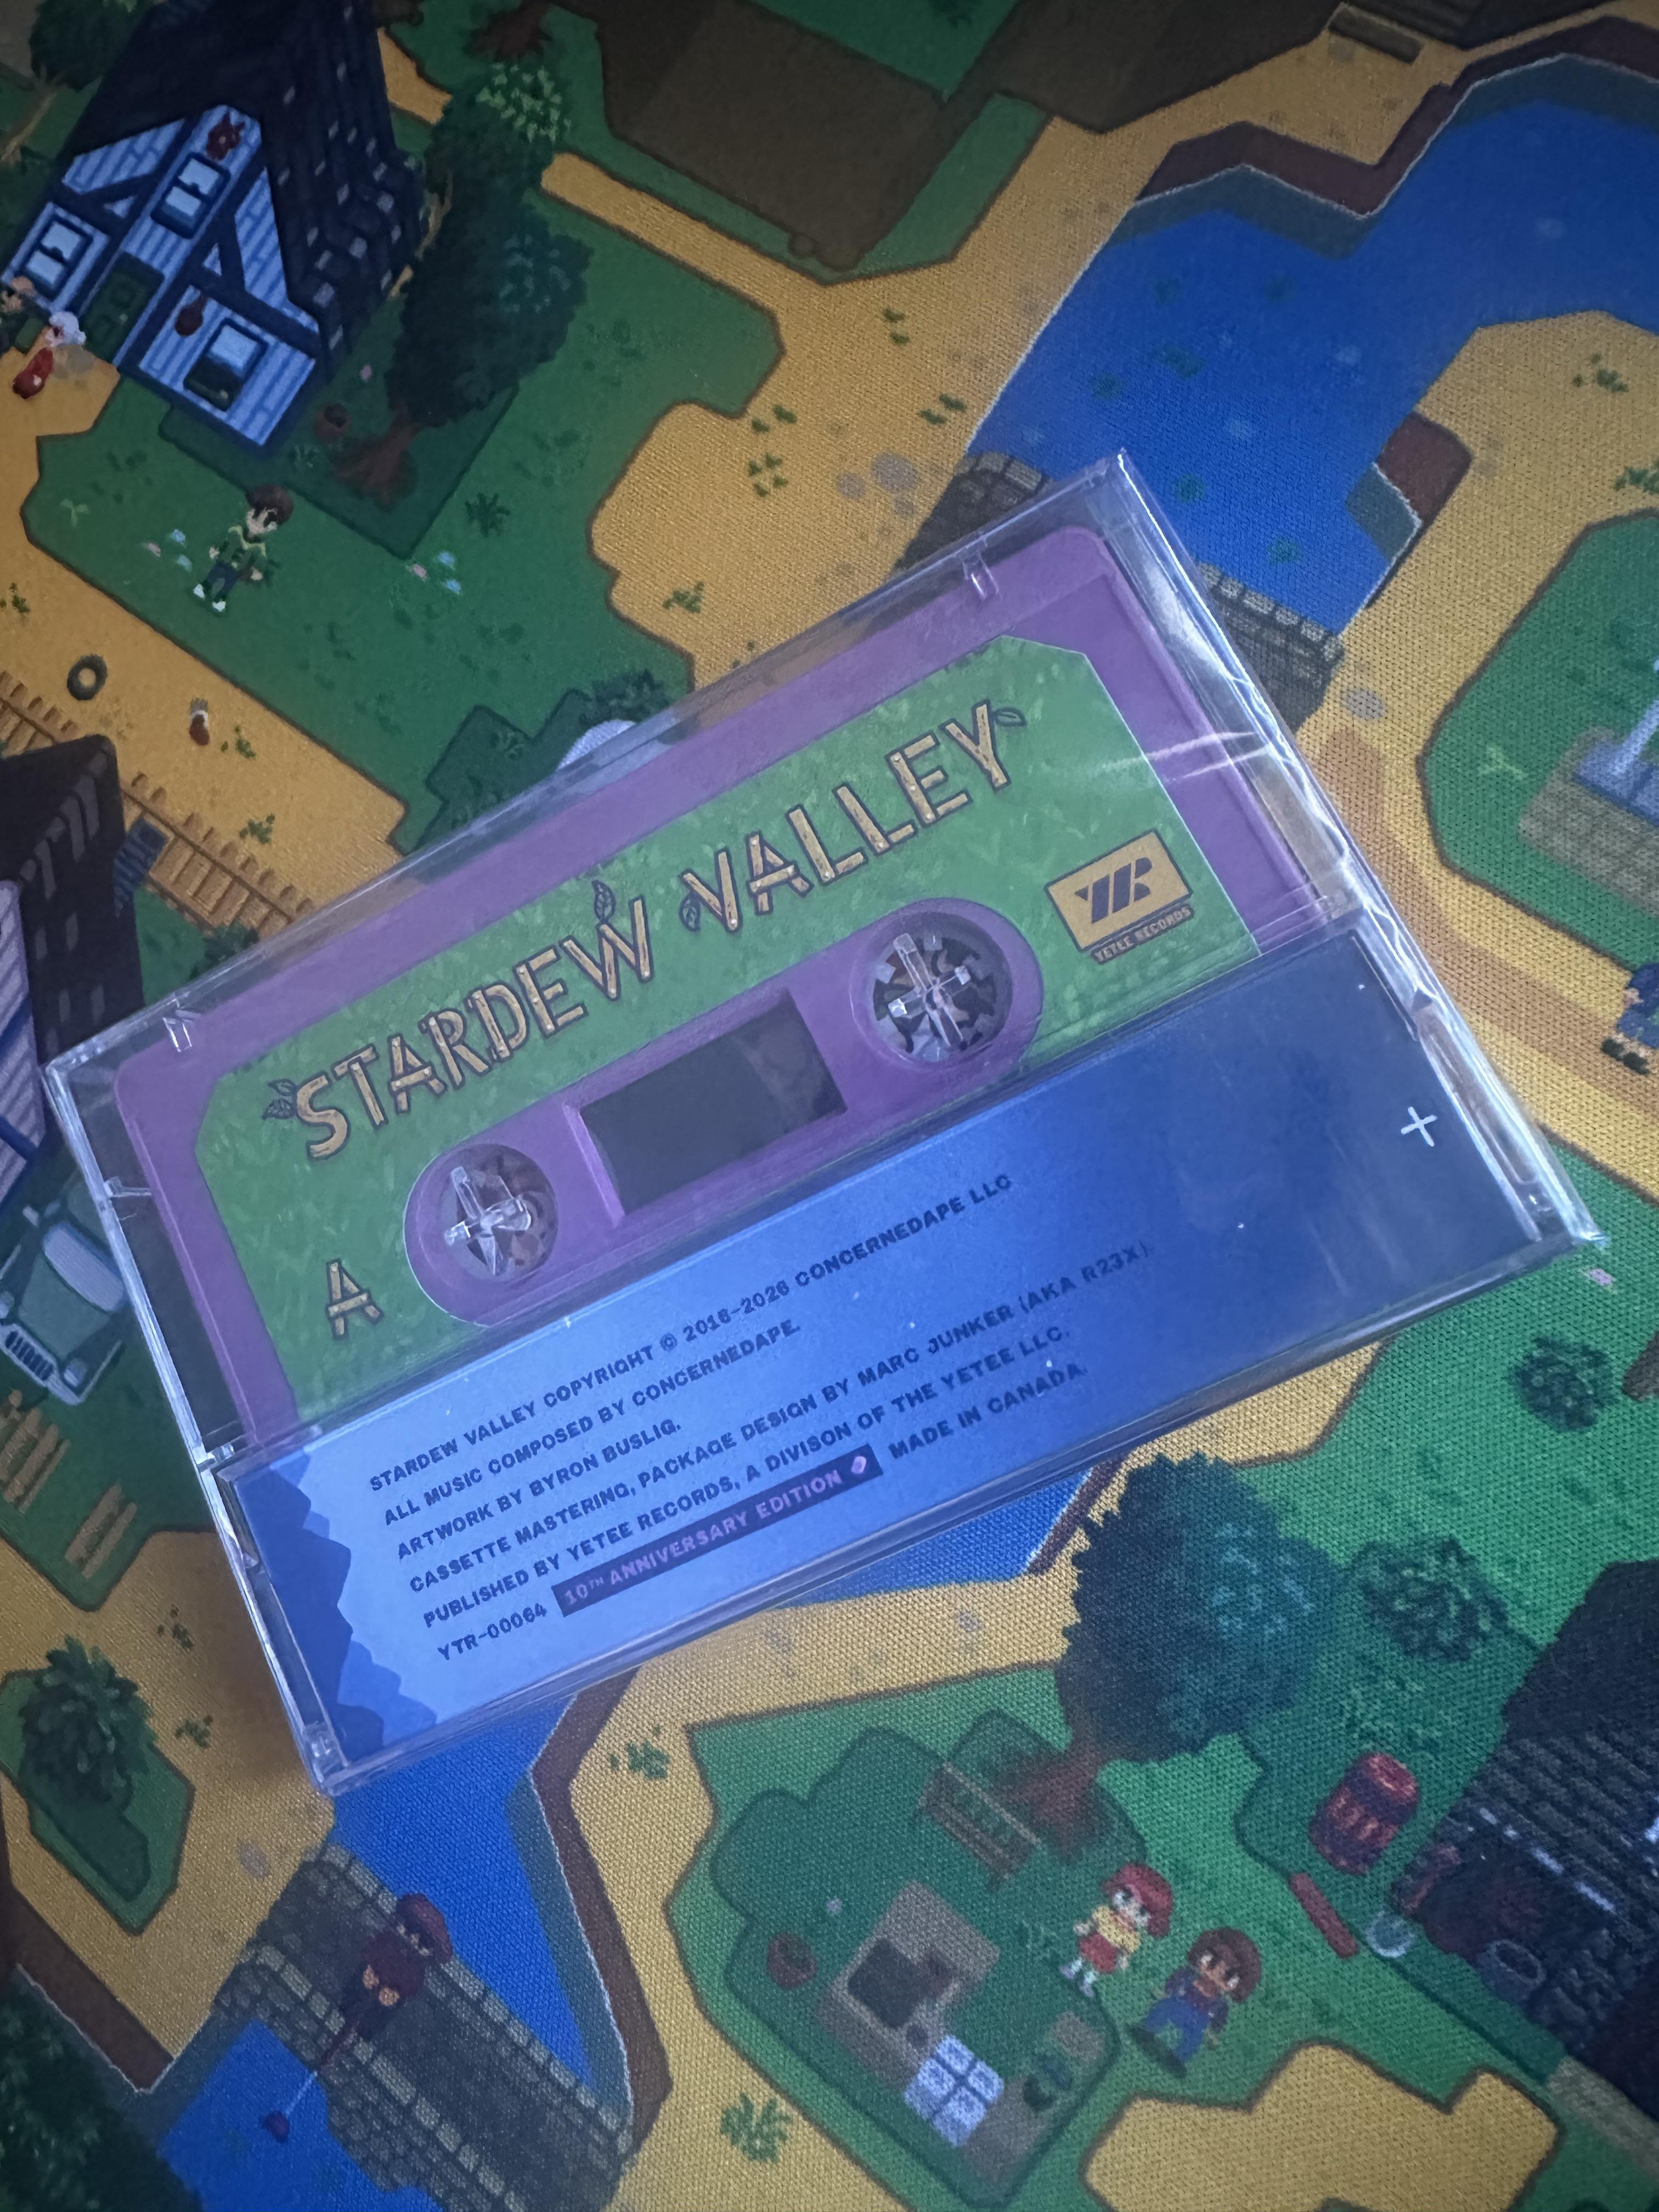 STARDEW VALLEY
YR
YETEE RECORDS
A
STARDEW VALLEY COPYRIGHT © 2016-2026 CONCERNEDAPE LLC
ALL MUSIC COMPOSED BY CONCERNEDAPE.
ARTWORK BY BYRON BUSLIG.
CASSETTE MASTERING, PACKAGE DESIGN BY MARC JUNKER (AKA R23X).
PUBLISHED BY YETEE RECORDS, A DIVISON OF THE YETEE LLC.
YTR-00064 10TH ANNIVERSARY EDITION MADE IN CANADA.
JOJA